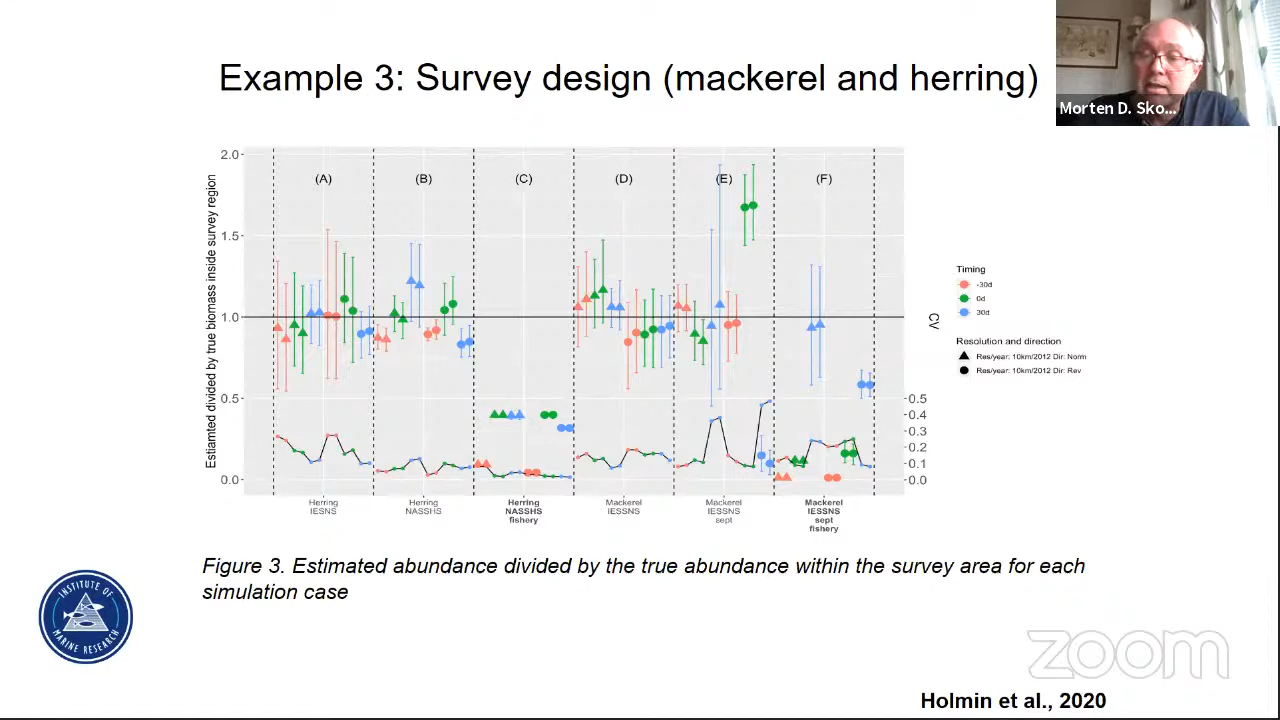 Example 3: Survey design (mackerel and herring)
Morten D. Sko...
Estiamted divided by true biomass inside survey region
2.0
1.5
1.0
0.5
0.0
(A)
(B)
(C)
(D)
(E)
(F)
0.5
0.4
0.3
0.2
0.1
0.0
CV
Herring
IESNS
Herring
NASSHS
Herring
NASSHS
fishery
Mackerel
IESSNS
Mackerel
IESSNS
sept
Mackerel
IESSNS
sept
fishery
Timing
-30d
0d
30d
Resolution and direction
Res/year: 10km/2012 Dir: Norm
Res/year: 10km/2012 Dir: Rev
Figure 3. Estimated abundance divided by the true abundance within the survey area for each
simulation case
INSTITUTE OF
MARINE RESEARCH
zoom
Holmin et al., 2020